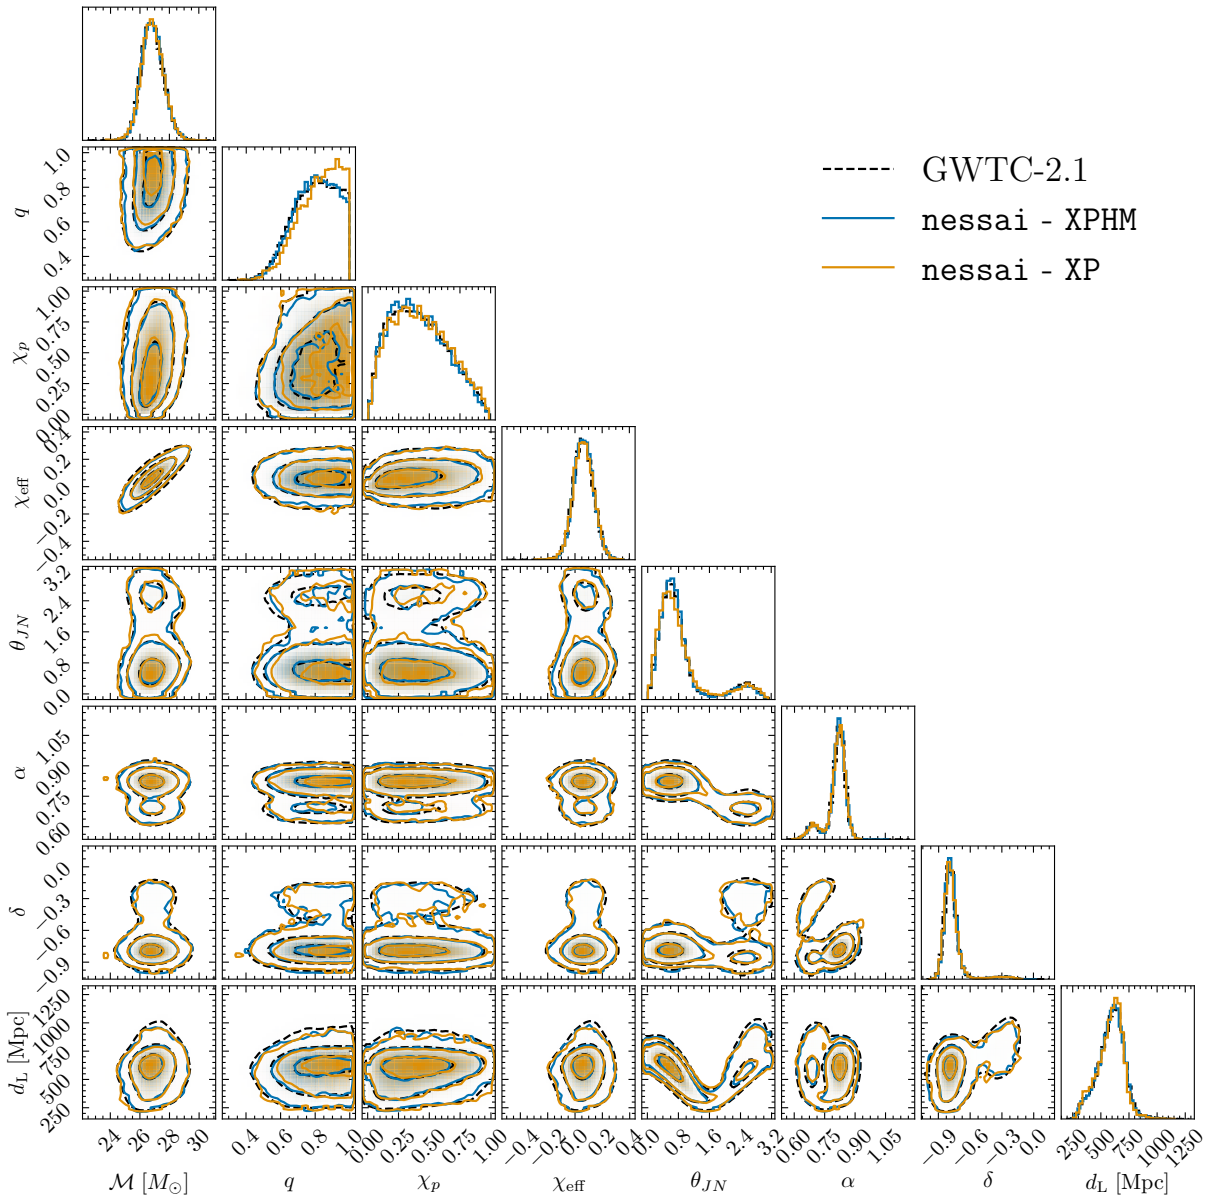 GWTC-2.1
nessai - XPHM
nessai - XP
1.0
0.8
0.6
0.4
q
1.00
0.75
0.50
0.25
0.00
χp
0.4
0.2
0.0
−0.2
−0.4
χeff
3.2
2.4
1.6
0.8
0.0
θJN
1.05
0.90
0.75
0.60
α
0.0
−0.3
−0.6
−0.9
δ
1250
1000
750
500
250
dL [Mpc]
24 26 28 30
0.4 0.6 0.8 1.0
0.00 0.25 0.50 0.75 1.00
−0.4 −0.2 0.0 0.2 0.4
0.0 0.8 1.6 2.4 3.2
0.60 0.75 0.90 1.05
−0.9 −0.6 −0.3 0.0
250 500 750 1000 1250
ℳ [M⊙] q χp χeff θJN α δ dL [Mpc]